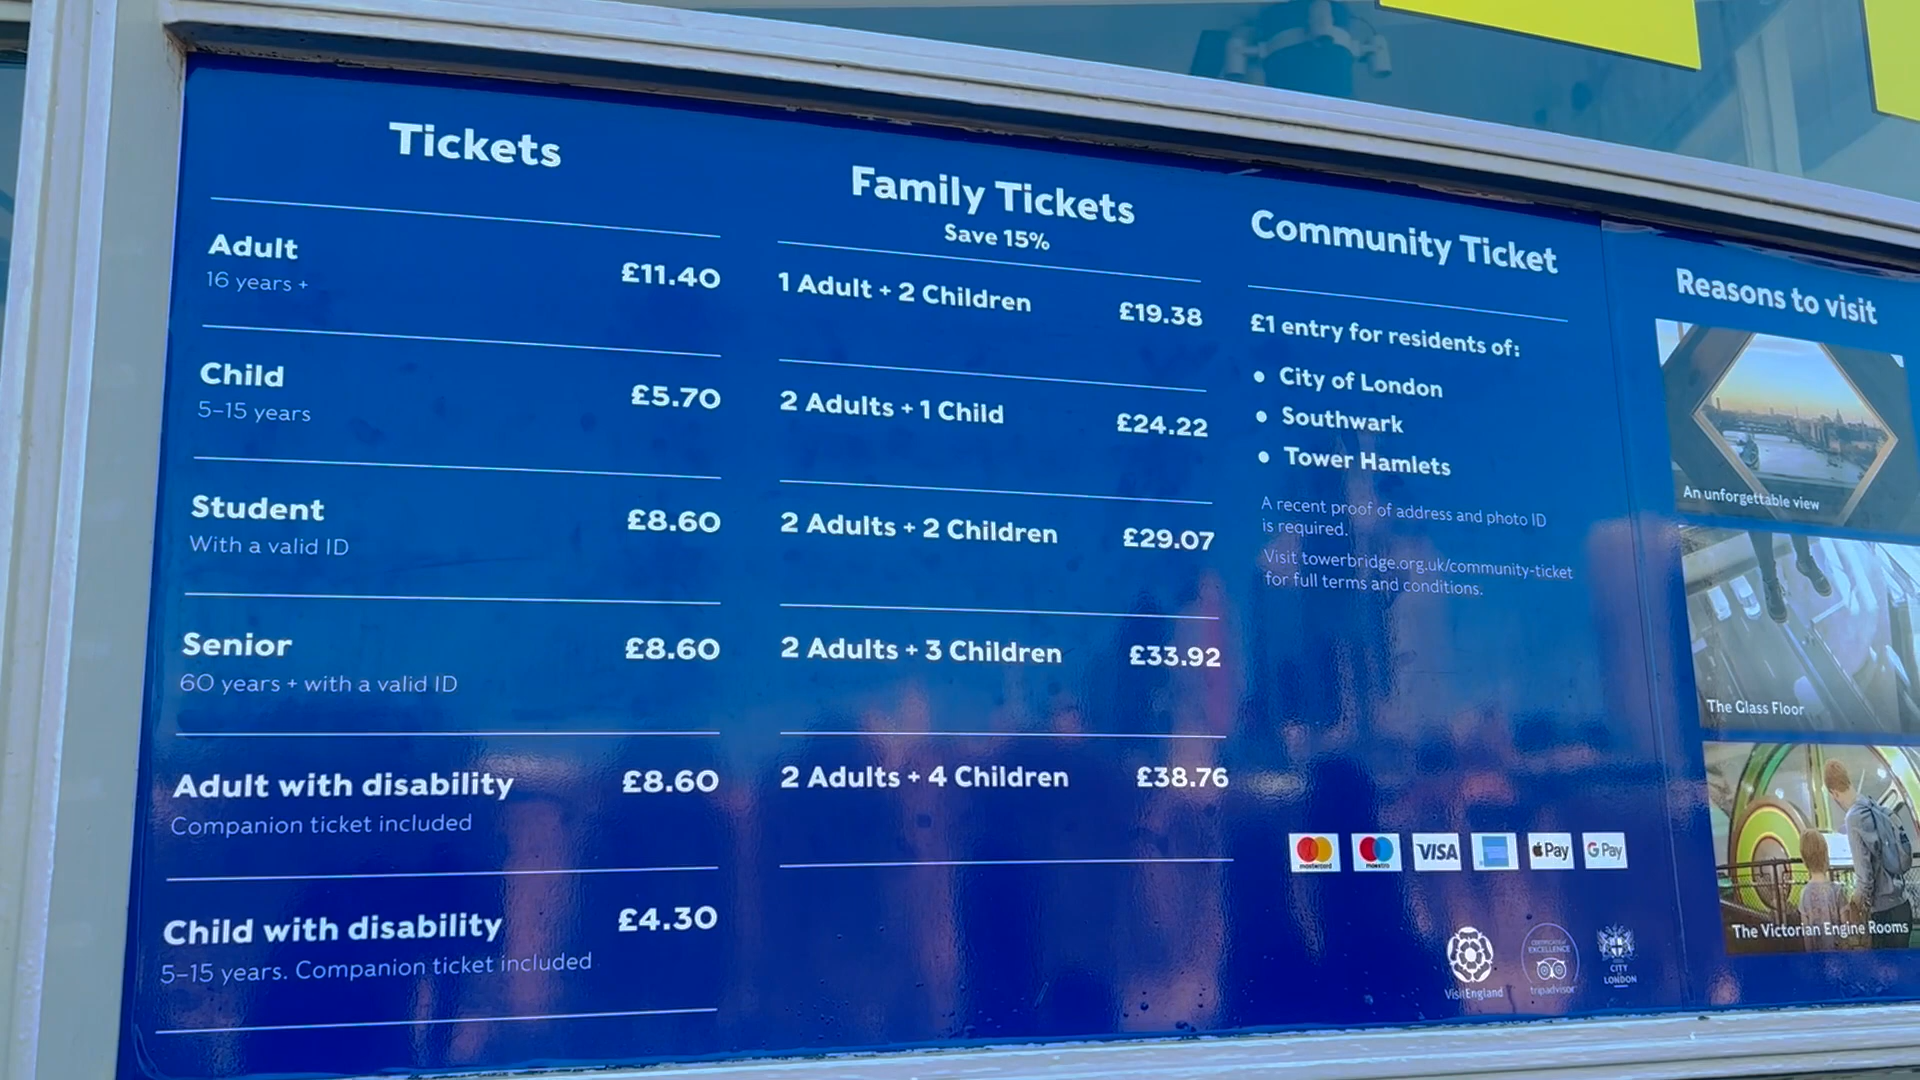 Tickets
Adult
16 years +
£11.40
Child
5–15 years
£5.70
Student
With a valid ID
£8.60
Senior
60 years + with a valid ID
£8.60
Adult with disability
Companion ticket included
£8.60
Child with disability
5–15 years. Companion ticket included
£4.30
Family Tickets
Save 15%
1 Adult + 2 Children £19.38
2 Adults + 1 Child £24.22
2 Adults + 2 Children £29.07
2 Adults + 3 Children £33.92
2 Adults + 4 Children £38.76
Community Ticket
£1 entry for residents of:
• City of London
• Southwark
• Tower Hamlets
A recent proof of address and photo ID
is required.
Visit towerbridge.org.uk/community-ticket
for full terms and conditions.
mastercard
maestro
VISA
Pay
G Pay
VisitEngland
CERTIFICATE of
EXCELLENCE
tripadvisor
CITY
LONDON
Reasons to visit
An unforgettable view
The Glass Floor
The Victorian Engine Rooms